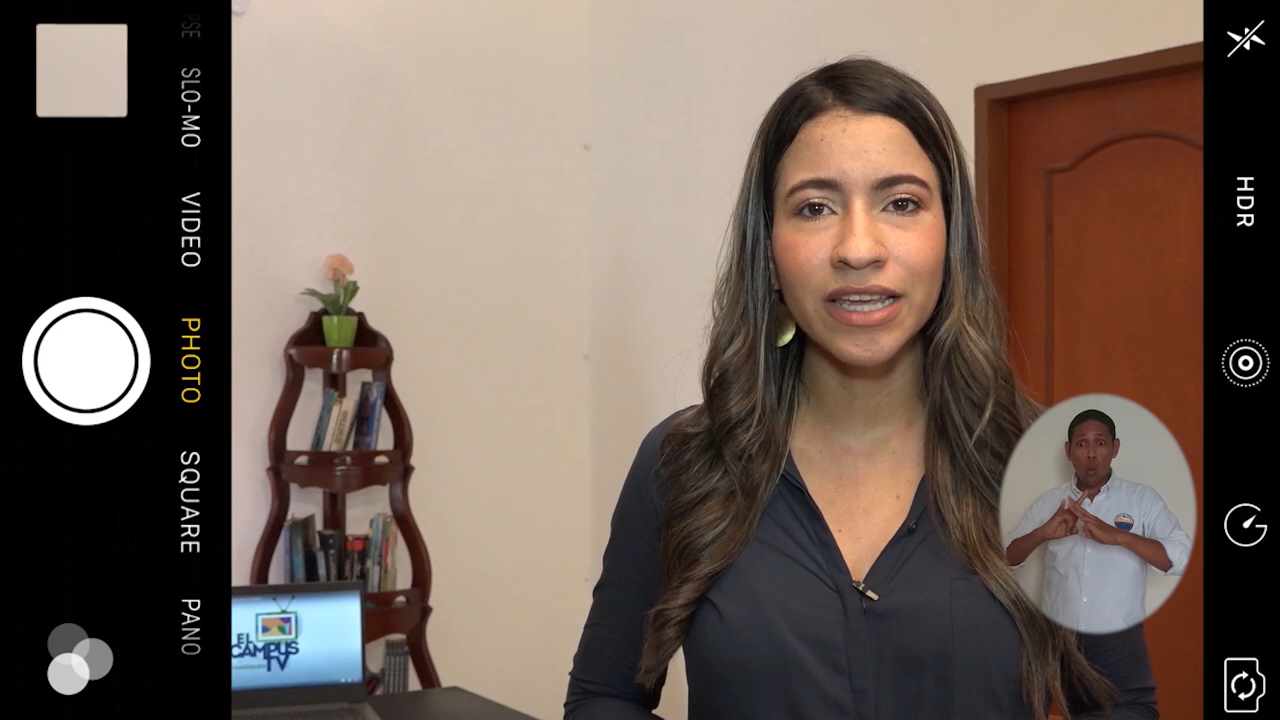 SLO-MO
VIDEO
PHOTO
SQUARE
PANO
HDR
EL
CAMPUS
TV